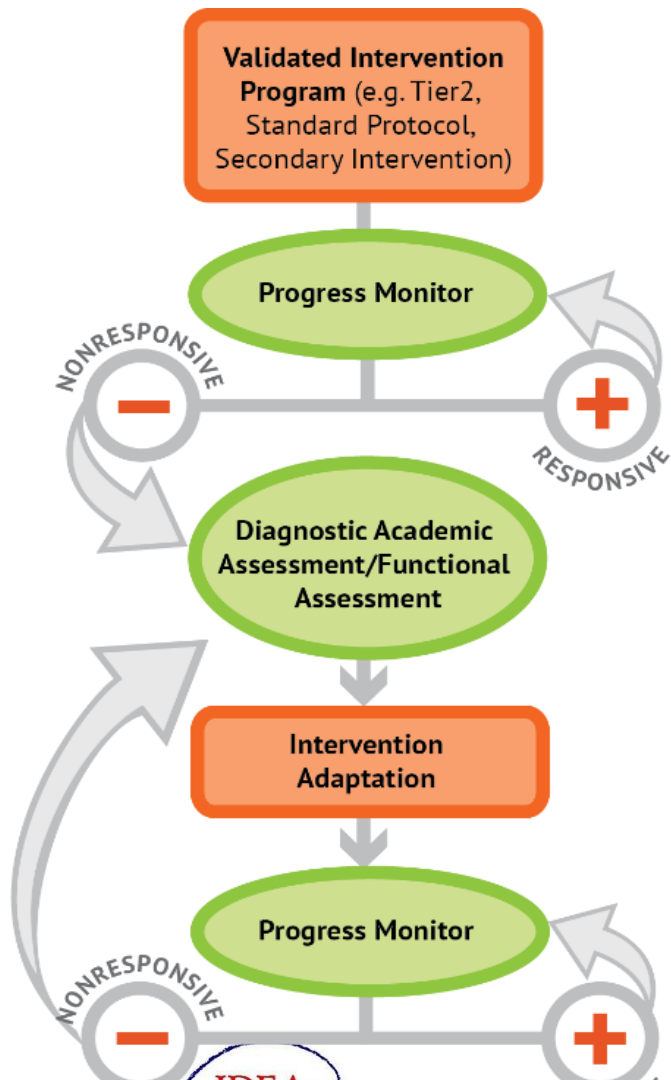 Validated Intervention
Program (e.g. Tier2,
Standard Protocol,
Secondary Intervention)
Progress Monitor
NONRESPONSIVE
RESPONSIVE
Diagnostic Academic
Assessment/Functional
Assessment
Intervention
Adaptation
Progress Monitor
NONRESPONSIVE
IDEA